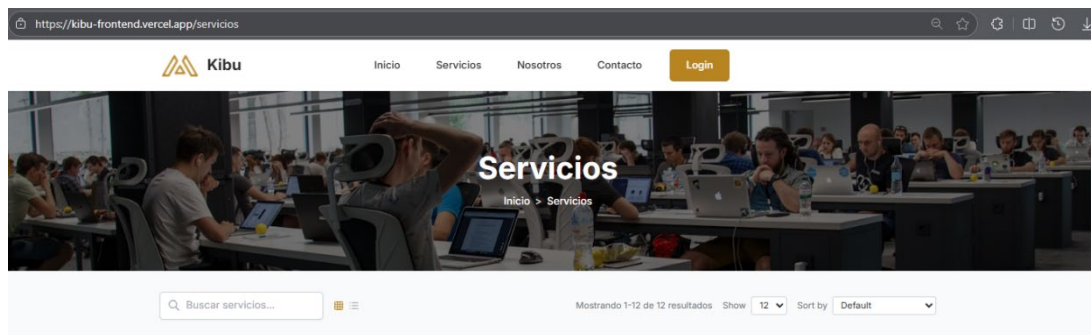 https://kibu-frontend.vercel.app/servicios
Kibu Inicio Servicios Nosotros Contacto Login
Servicios
Inicio > Servicios
Buscar servicios... Mostrando 1-12 de 12 resultados Show 12 Sort by Default